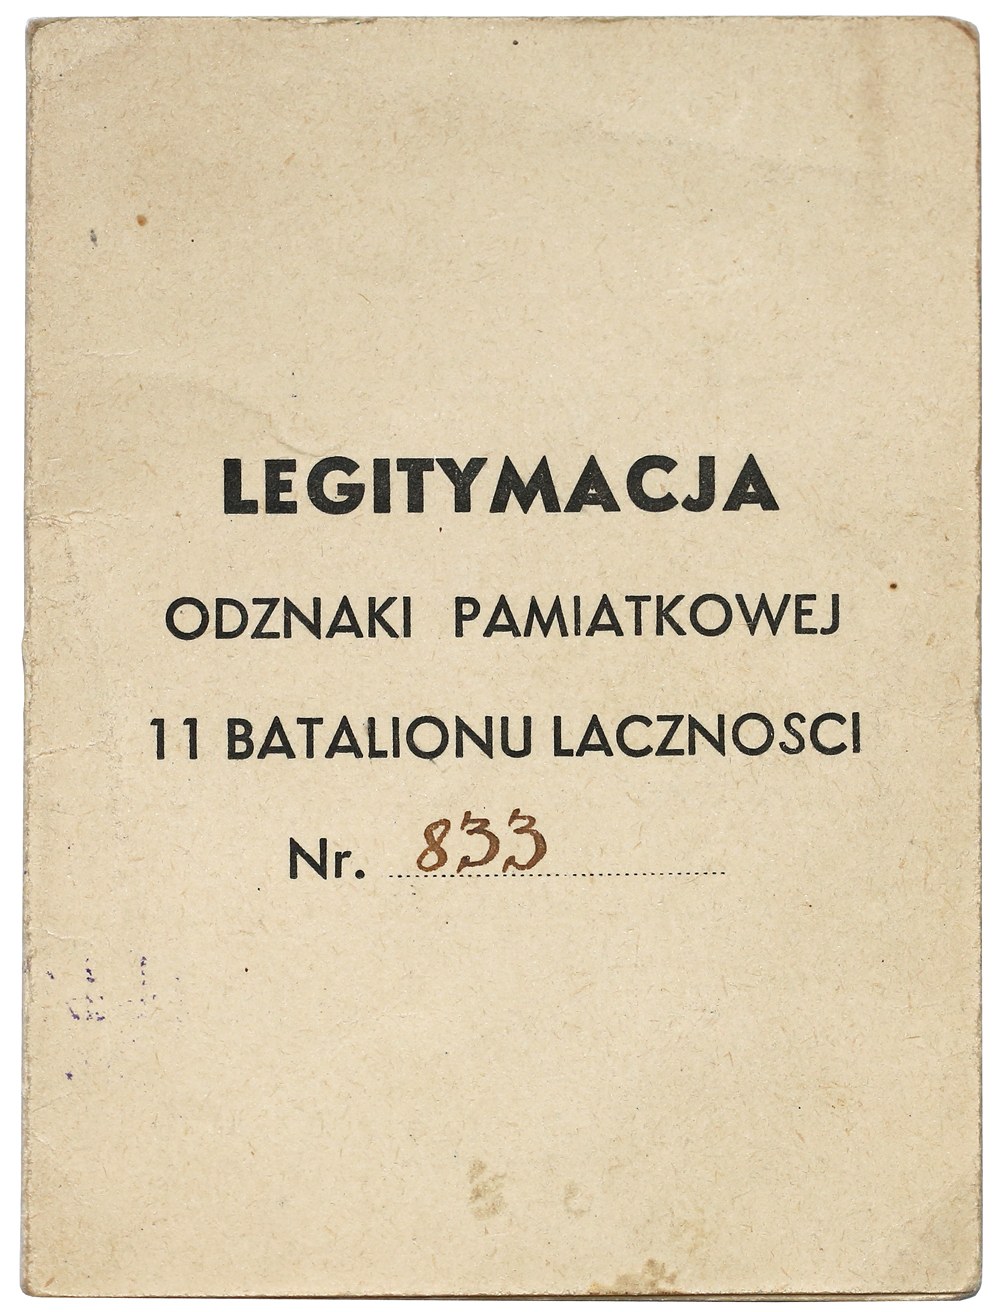 LEGITYMACJA
ODZNAKI PAMIATKOWEJ
11 BATALIONU LACZNOSCI
Nr. 833